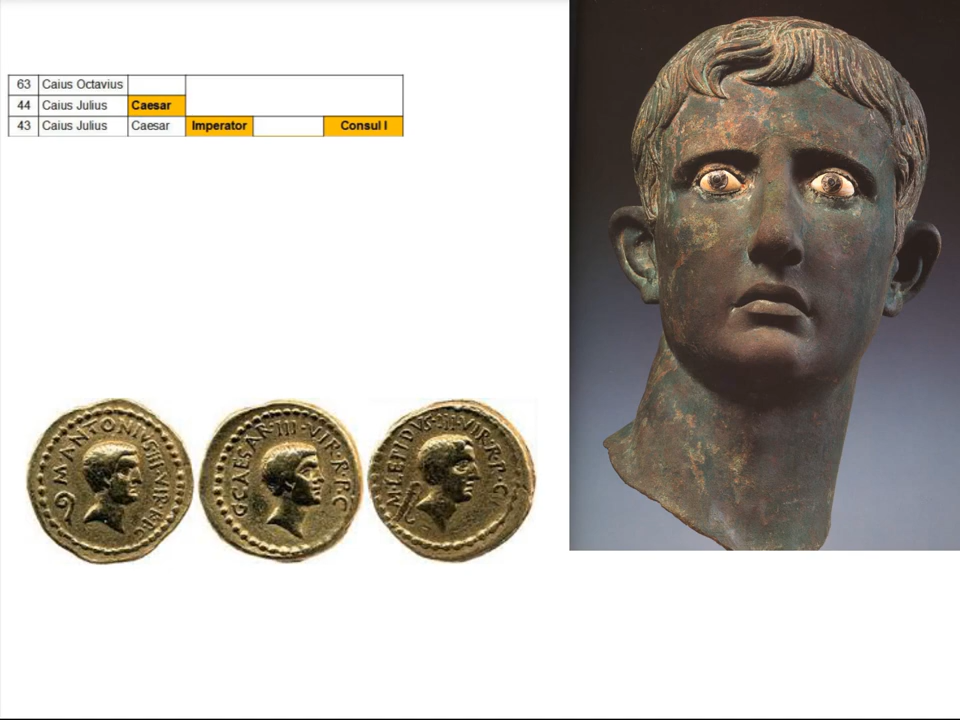 63 Caius Octavius
44 Caius Julius Caesar
43 Caius Julius Caesar Imperator Consul I
M·ANTONIVS·III·VIR·R·P·C
C·CAESAR·III·VIR·R·P·C
M·LEPIDVS·III·VIR·R·P·C